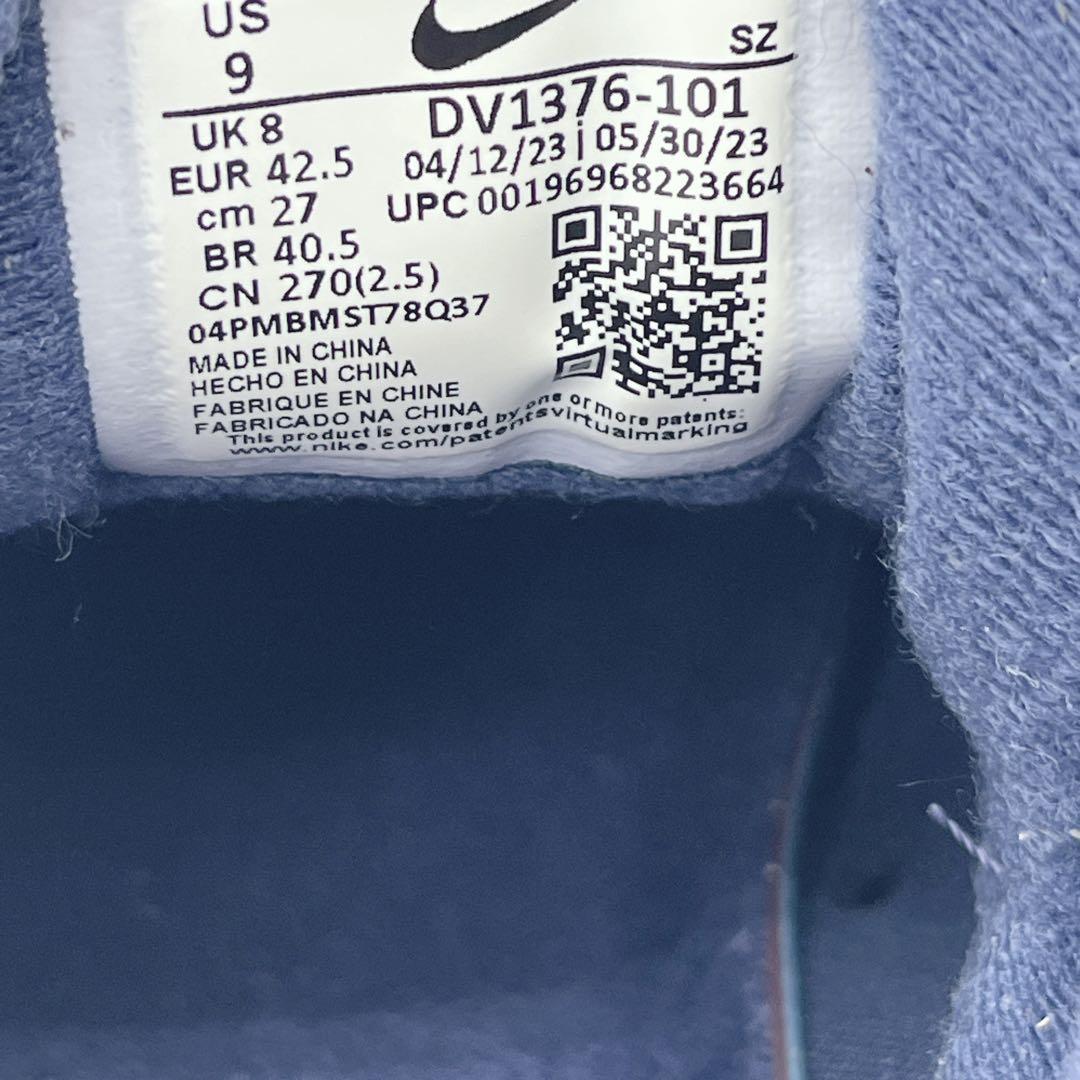 US
9
SZ
UK 8
DV1376-101
EUR 42.5
04/12/23 | 05/30/23
cm 27
UPC 00196968223664
BR 40.5
CN 270(2.5)
04PMBMST78Q37
MADE IN CHINA
HECHO EN CHINA
FABRIQUE EN CHINE
FABRICADO NA CHINA
This product is covered by one or more patents:
www.nike.com/patentsvirtualmarking